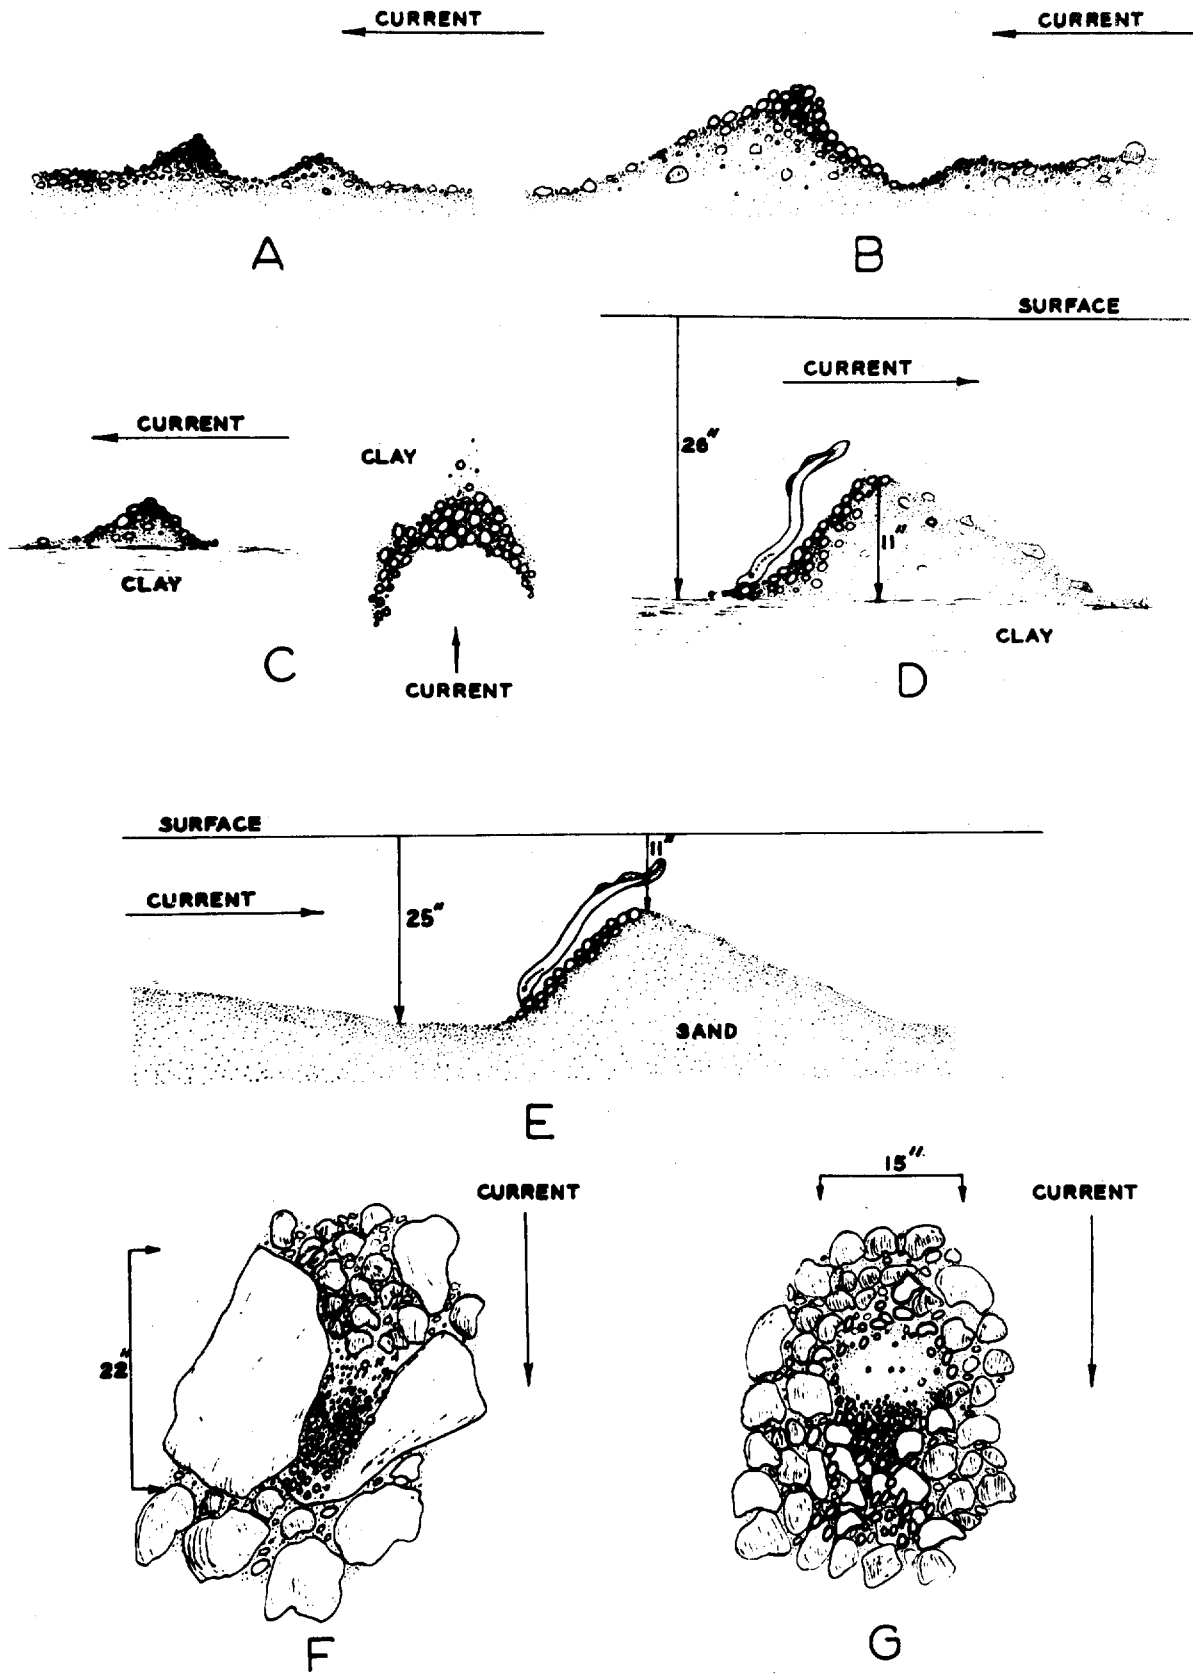 CURRENT
CURRENT
A
B
SURFACE
CURRENT
26"
11"
CLAY
D
CURRENT
CLAY
CLAY
C
CURRENT
SURFACE
11"
CURRENT
25"
SAND
E
15"
CURRENT
CURRENT
22"
F
G